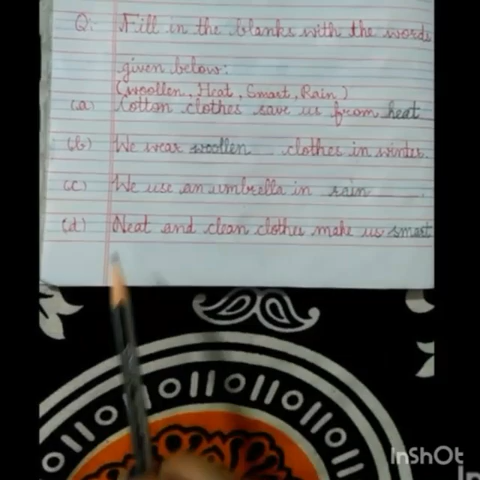 Q: Fill in the blanks with the words
given below:
(Woollen, Heat, Smart, Rain)
(a) Cotton clothes save us from heat
(b) We wear woollen clothes in winter.
(c) We use an umbrella in rain.
(d) Neat and clean clothes make us smart
InShOt
In